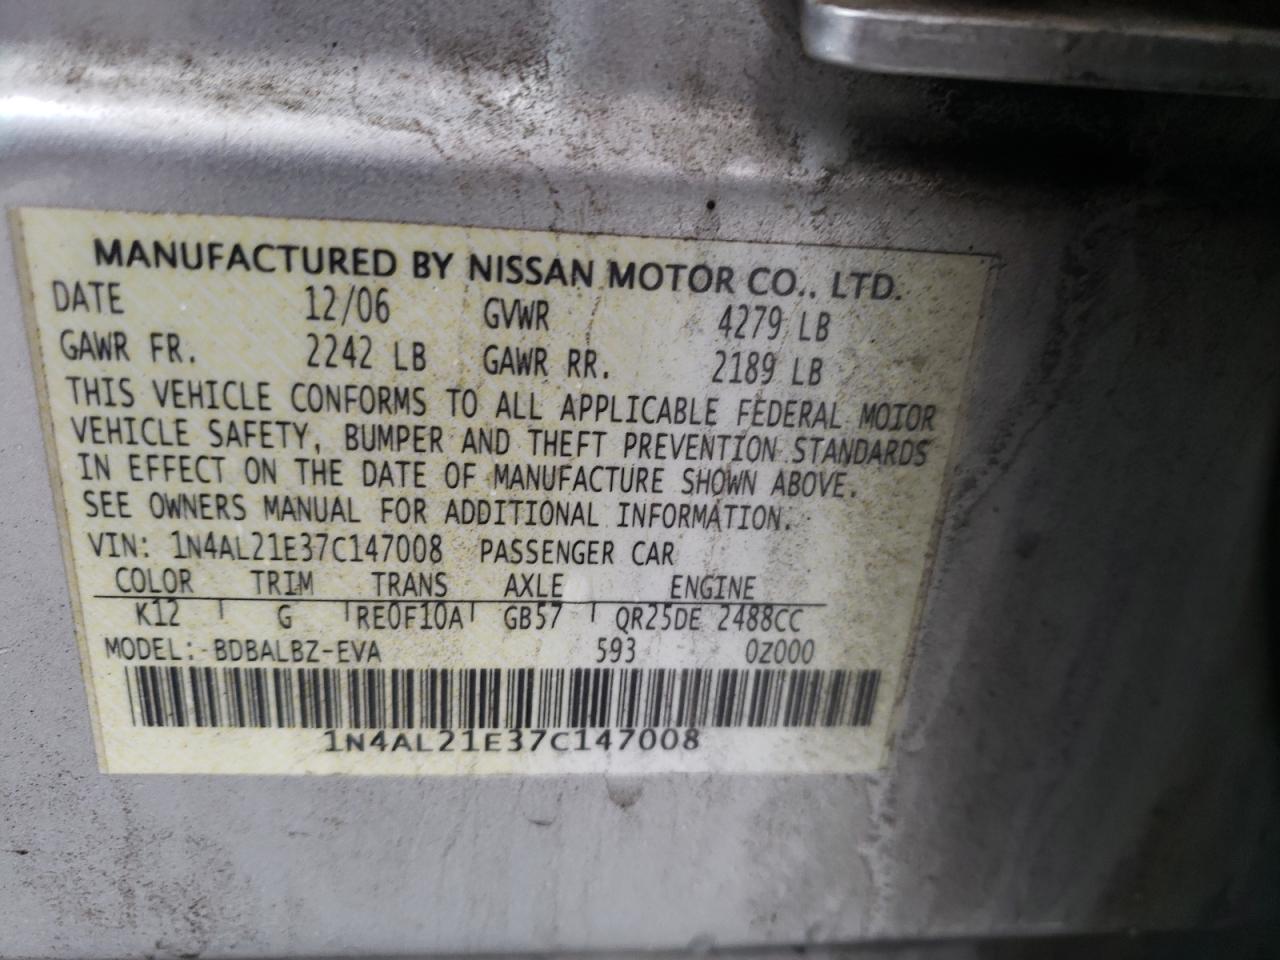 MANUFACTURED BY NISSAN MOTOR CO., LTD.
DATE 12/06 GVWR 4279 LB
GAWR FR. 2242 LB GAWR RR. 2189 LB
THIS VEHICLE CONFORMS TO ALL APPLICABLE FEDERAL MOTOR
VEHICLE SAFETY, BUMPER AND THEFT PREVENTION STANDARDS
IN EFFECT ON THE DATE OF MANUFACTURE SHOWN ABOVE.
SEE OWNERS MANUAL FOR ADDITIONAL INFORMATION.
VIN: 1N4AL21E37C147008 PASSENGER CAR
COLOR TRIM TRANS AXLE ENGINE
K12 G RE0F10A GB57 QR25DE 2488CC
MODEL: BDBALBZ-EVA 593 0Z000
1N4AL21E37C147008